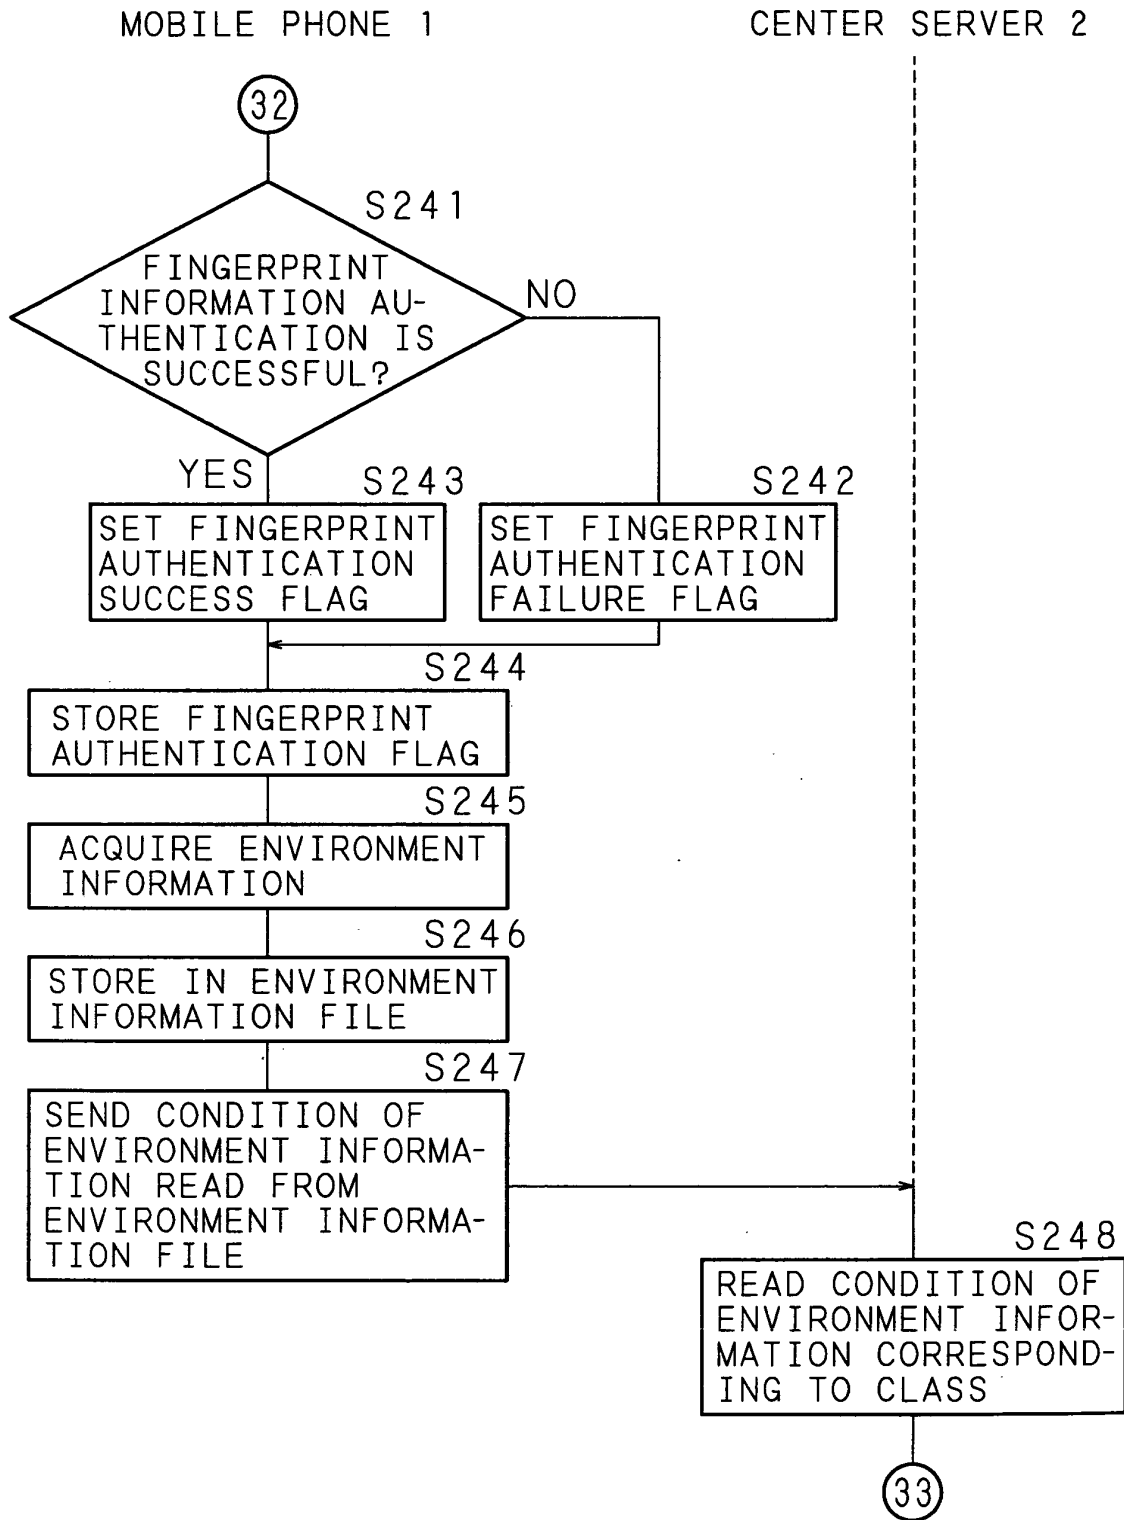 MOBILE PHONE 1
CENTER SERVER 2
32
S241
FINGERPRINT
INFORMATION AU-
THENTICATION IS
SUCCESSFUL?
NO
YES
S243
S242
SET FINGERPRINT
AUTHENTICATION
SUCCESS FLAG
SET FINGERPRINT
AUTHENTICATION
FAILURE FLAG
S244
STORE FINGERPRINT
AUTHENTICATION FLAG
S245
ACQUIRE ENVIRONMENT
INFORMATION
S246
STORE IN ENVIRONMENT
INFORMATION FILE
S247
SEND CONDITION OF
ENVIRONMENT INFORMA-
TION READ FROM
ENVIRONMENT INFORMA-
TION FILE
S248
READ CONDITION OF
ENVIRONMENT INFOR-
MATION CORRESPOND-
ING TO CLASS
33